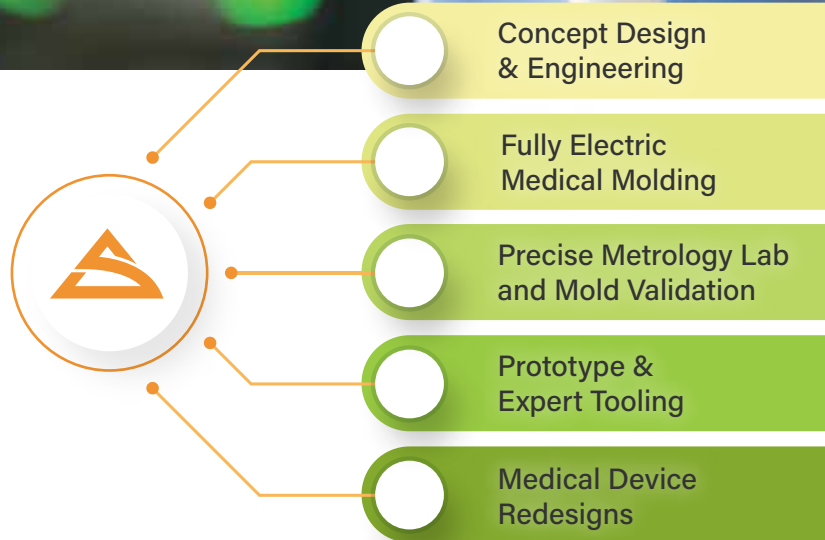 Concept Design
& Engineering
Fully Electric
Medical Molding
Precise Metrology Lab
and Mold Validation
Prototype &
Expert Tooling
Medical Device
Redesigns